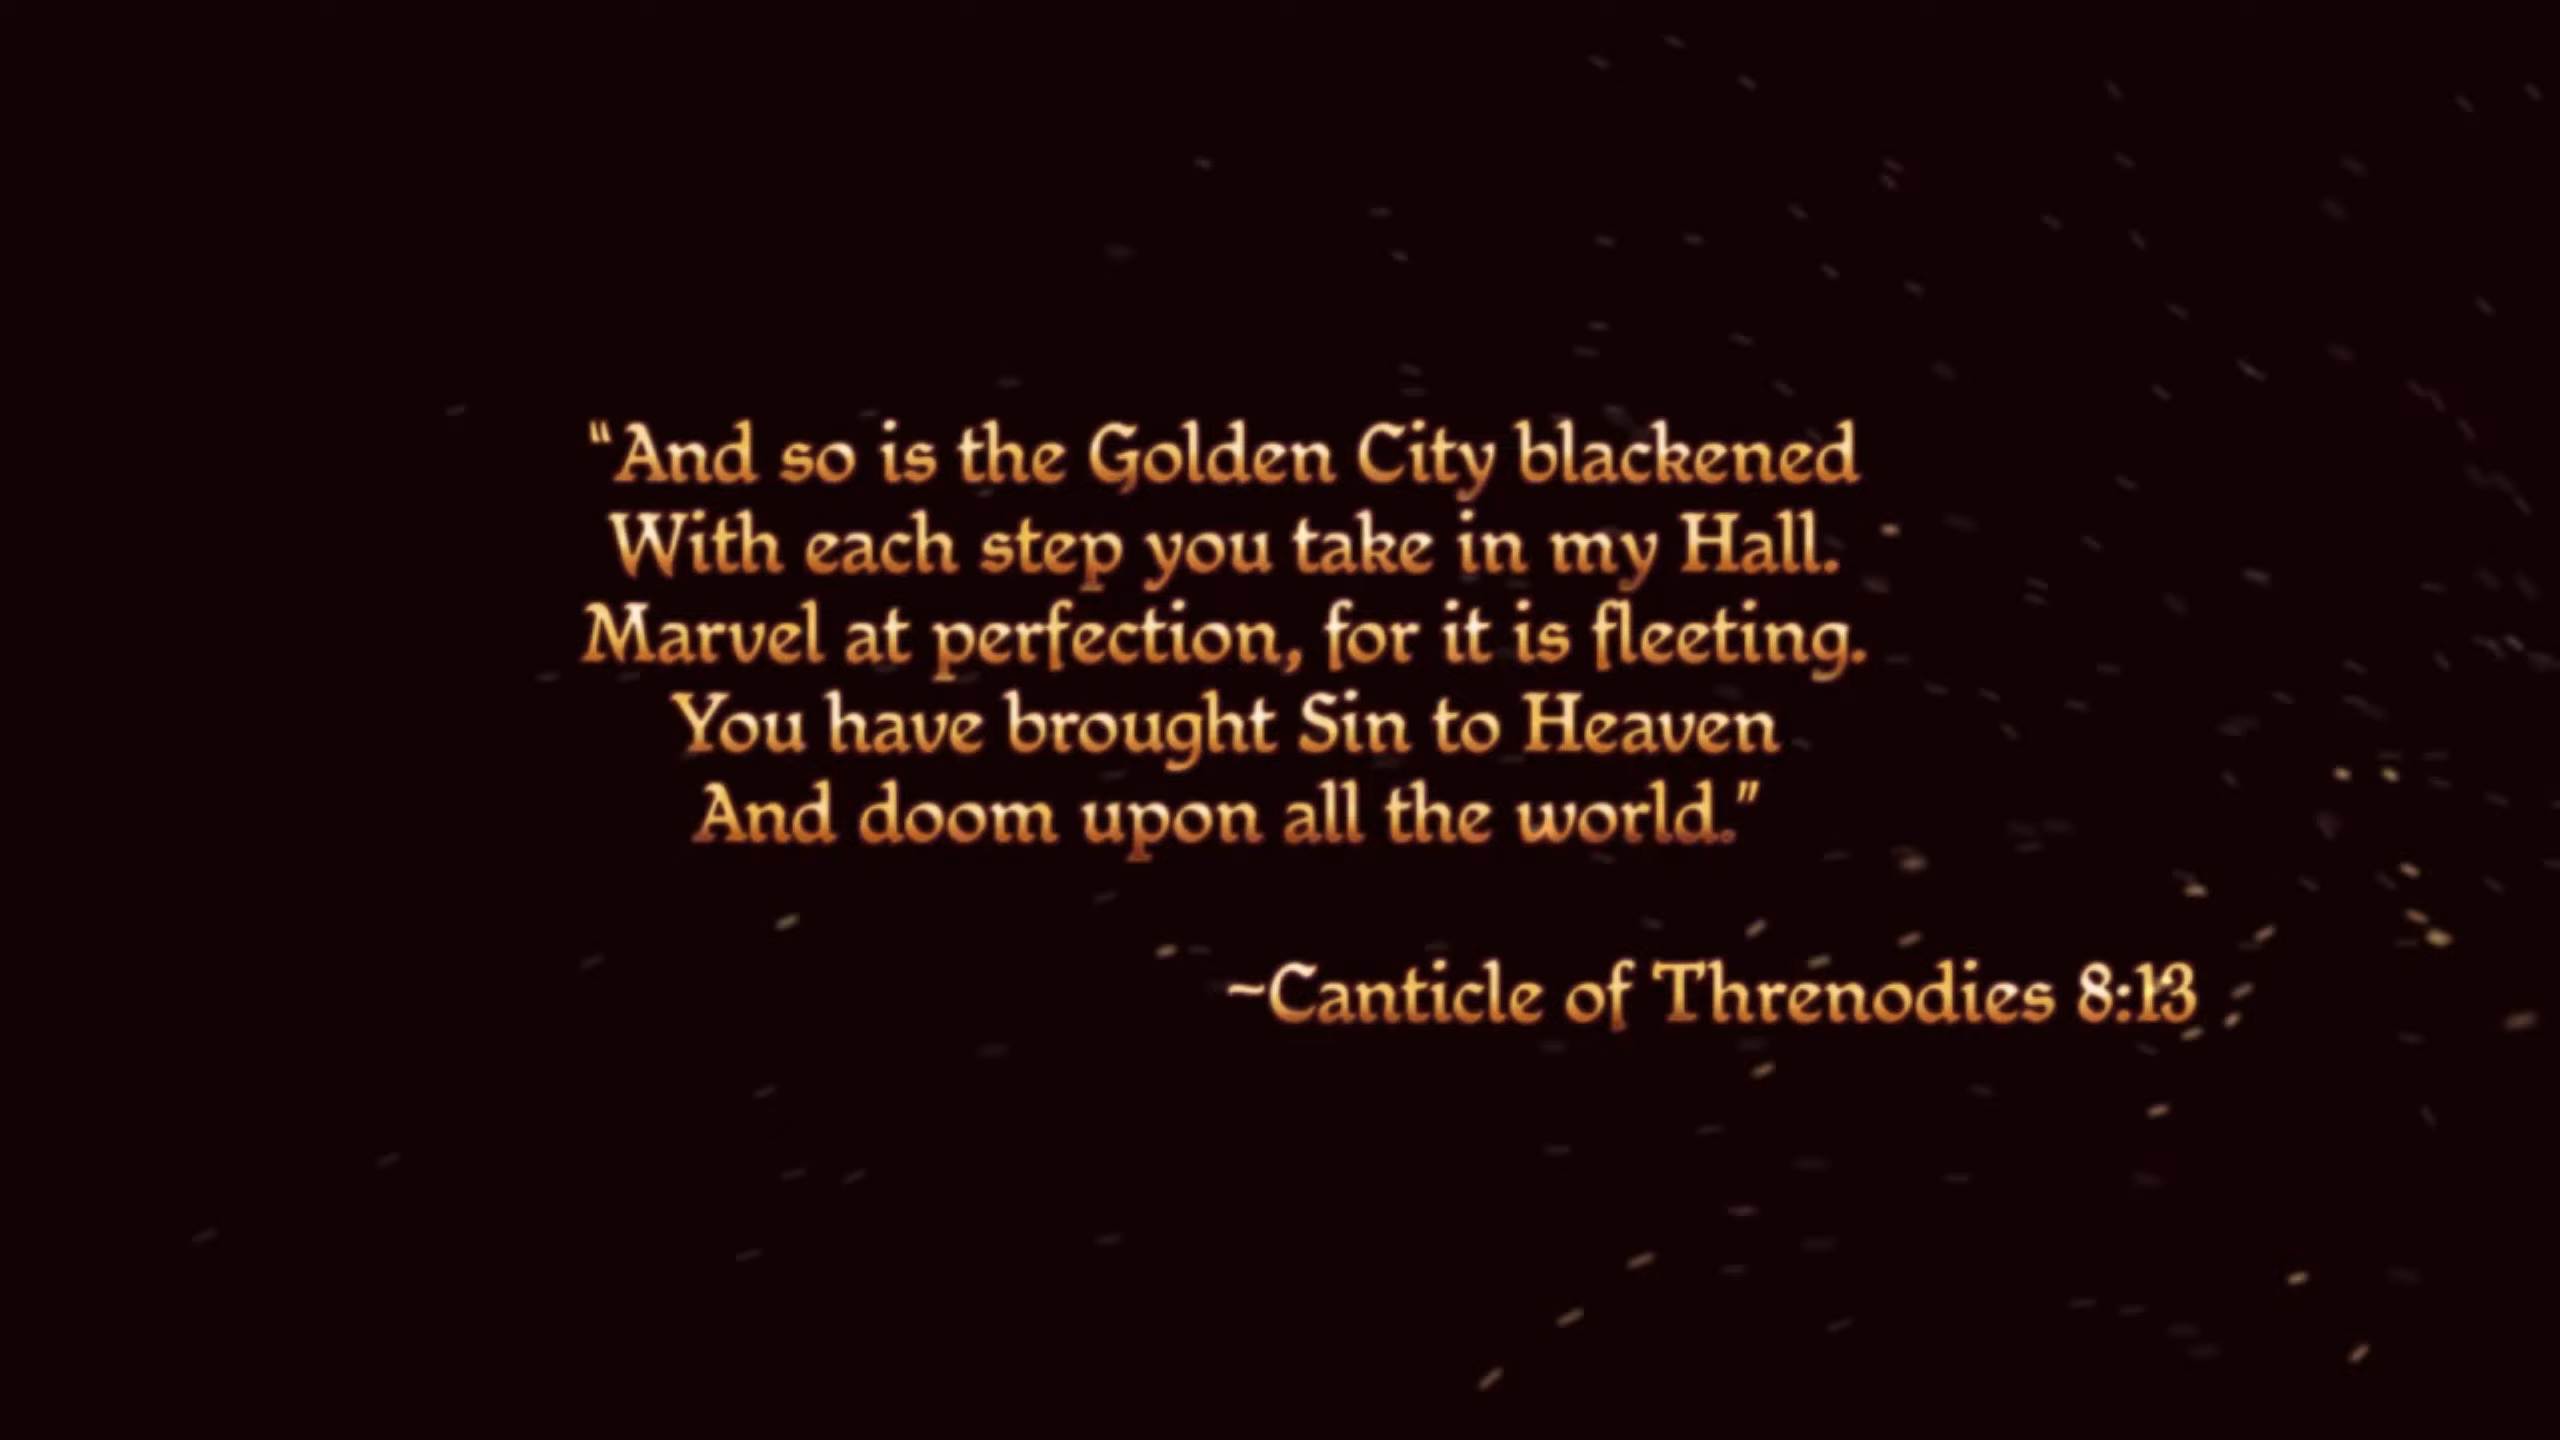 “And so is the Golden City blackened
With each step you take in my Hall.
Marvel at perfection, for it is fleeting.
You have brought Sin to Heaven
And doom upon all the world.”
~Canticle of Threnodies 8:13